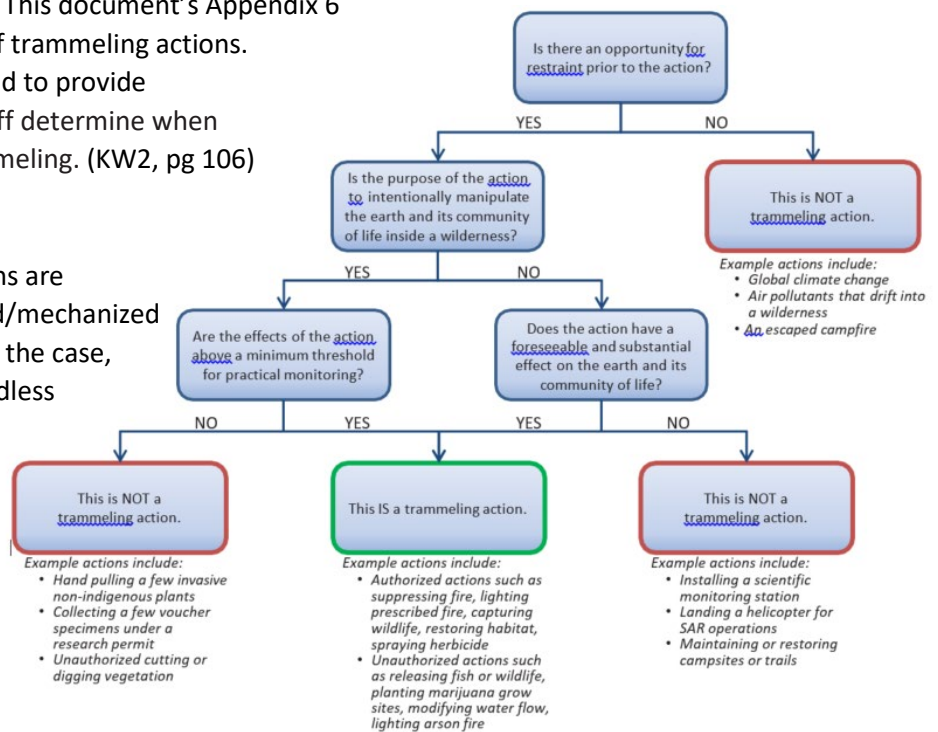 This document's Appendix 6
f trammeling actions.
d to provide
ff determine when
meling. (KW2, pg 106)
ns are
d/mechanized
the case,
dless
Is there an opportunity for
restraint prior to the action?
YES
NO
Is the purpose of the action
to intentionally manipulate
the earth and its community
of life inside a wilderness?
This is NOT a
trammeling action.
Example actions include:
• Global climate change
• Air pollutants that drift into
a wilderness
• An escaped campfire
YES
NO
Are the effects of the action
above a minimum threshold
for practical monitoring?
Does the action have a
foreseeable and substantial
effect on the earth and its
community of life?
NO
YES
YES
NO
This is NOT a
trammeling action.
Example actions include:
• Hand pulling a few invasive
non-indigenous plants
• Collecting a few voucher
specimens under a
research permit
• Unauthorized cutting or
digging vegetation
This IS a trammeling action.
Example actions include:
• Authorized actions such as
suppressing fire, lighting
prescribed fire, capturing
wildlife, restoring habitat,
spraying herbicide
• Unauthorized actions such
as releasing fish or wildlife,
planting marijuana grow
sites, modifying water flow,
lighting arson fire
This is NOT a
trammeling action.
Example actions include:
• Installing a scientific
monitoring station
• Landing a helicopter for
SAR operations
• Maintaining or restoring
campsites or trails